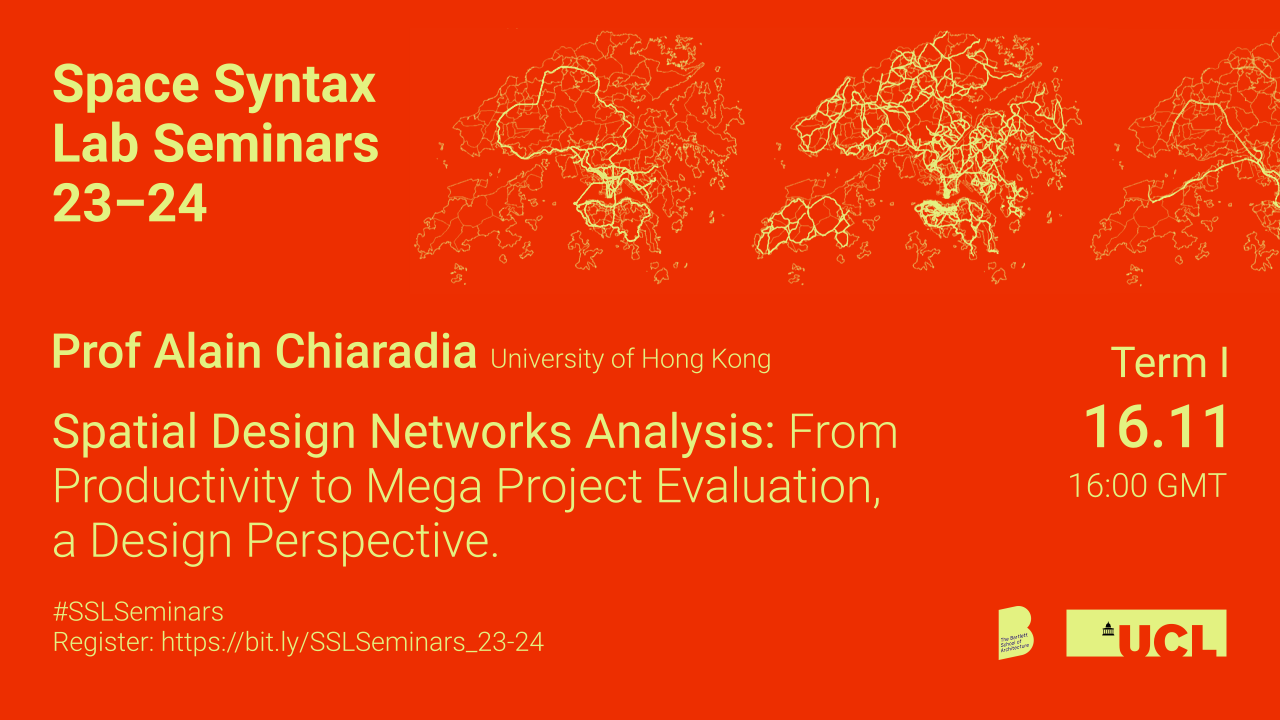 Space Syntax
Lab Seminars
23–24
Prof Alain Chiaradia University of Hong Kong
Spatial Design Networks Analysis: From
Productivity to Mega Project Evaluation,
a Design Perspective.
Term I
16.11
16:00 GMT
#SSLSeminars
Register: https://bit.ly/SSLSeminars_23-24
The Bartlett
School of
Architecture
UCL